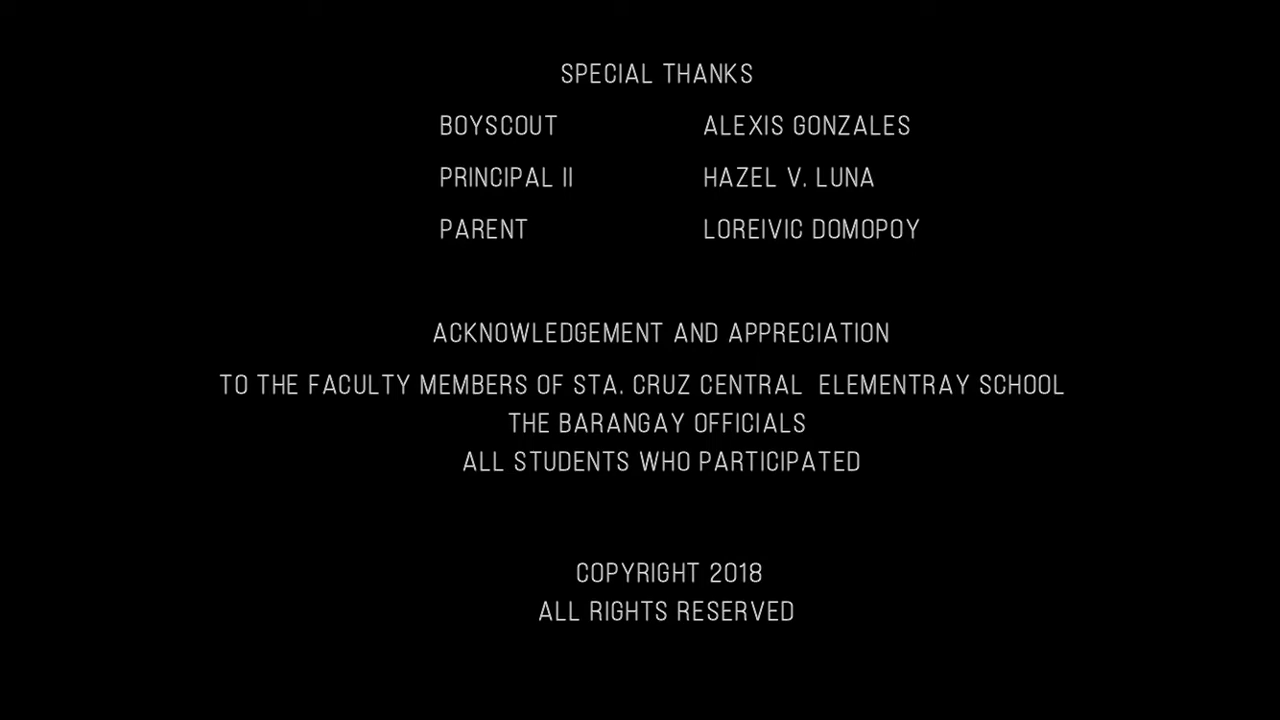 SPECIAL THANKS
BOYSCOUT ALEXIS GONZALES
PRINCIPAL II HAZEL V. LUNA
PARENT LOREIVIC DOMOPOY
ACKNOWLEDGEMENT AND APPRECIATION
TO THE FACULTY MEMBERS OF STA. CRUZ CENTRAL ELEMENTRAY SCHOOL
THE BARANGAY OFFICIALS
ALL STUDENTS WHO PARTICIPATED
COPYRIGHT 2018
ALL RIGHTS RESERVED